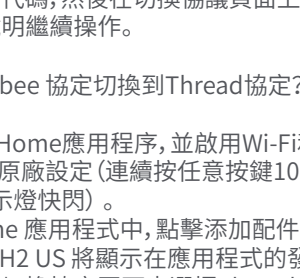 代碼，然後在切換協議頁面上
明繼續操作。
bee 協定切換到Thread協定？
Home應用程序，並啟用Wi-Fi
原廠設定（連續按任意按鍵10
示燈快閃）。
me 應用程式中，點擊添加配件
H2 US 將顯示在應用程式的發